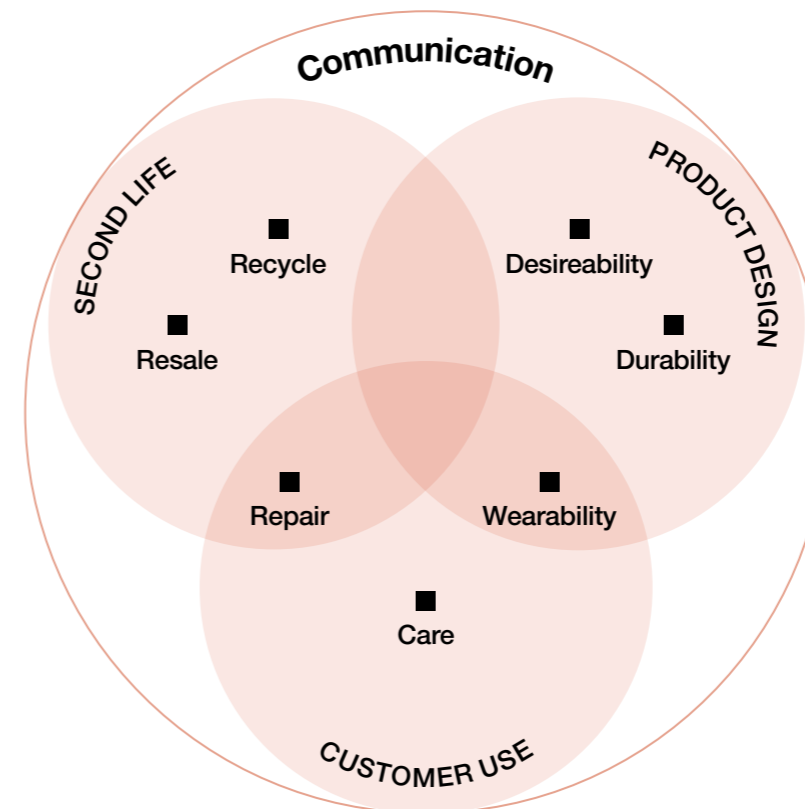 Communication
SECOND LIFE
PRODUCT DESIGN
Recycle
Desireability
Resale
Durability
Repair
Wearability
Care
CUSTOMER USE